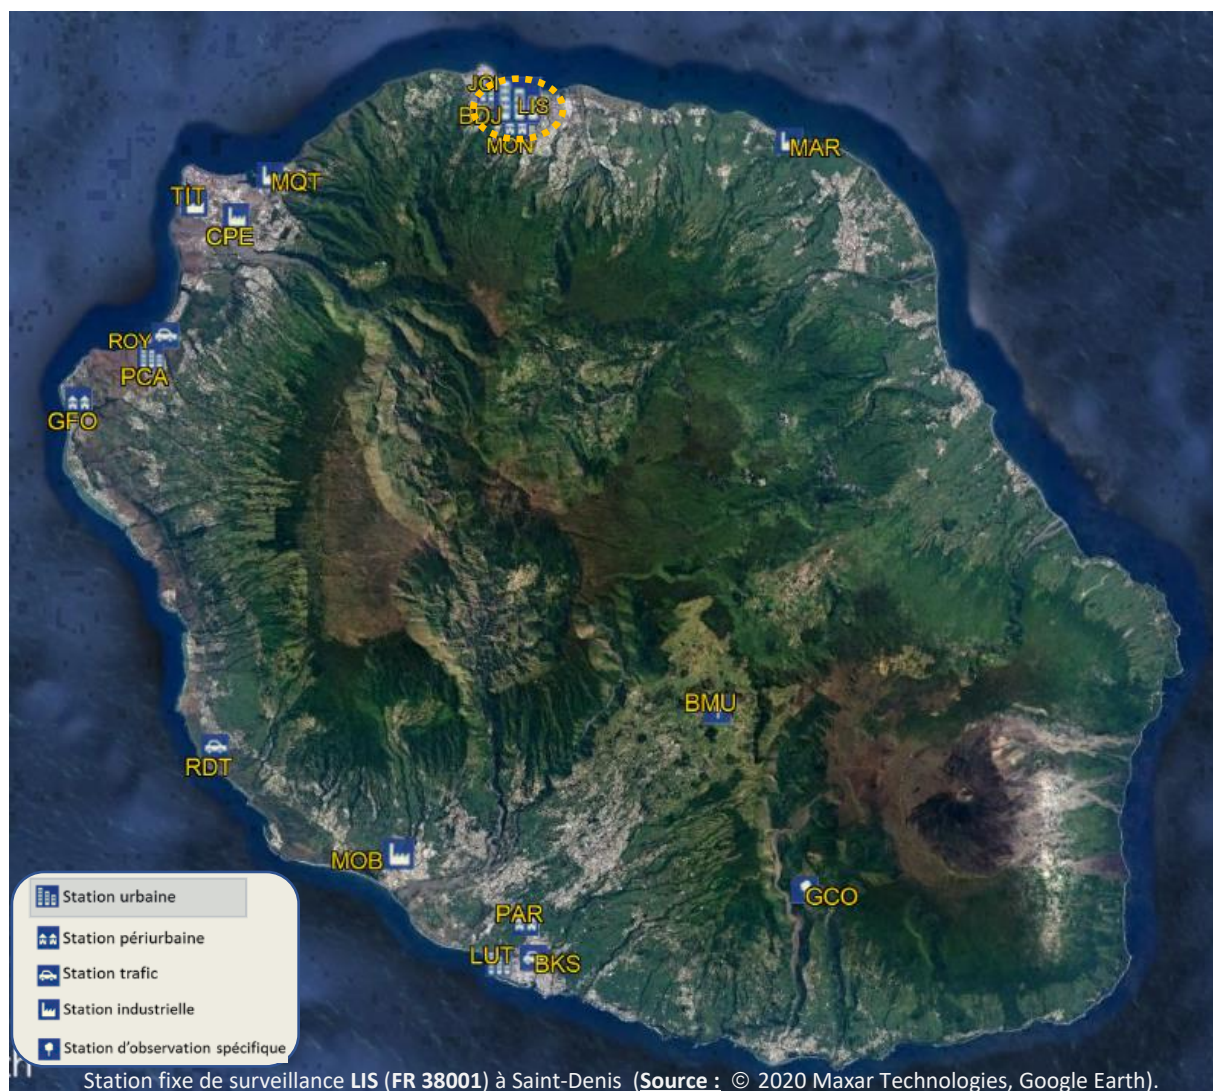 JOI
LIS
BDJ
MON
MAR
MQT
TIT
CPE
ROY
PCA
GFO
BMU
RDT
MOB
GCO
PAR
LUT
BKS
Station urbaine
Station périurbaine
Station trafic
Station industrielle
Station d'observation spécifique
Station fixe de surveillance LIS (FR 38001) à Saint-Denis (Source : © 2020 Maxar Technologies, Google Earth).